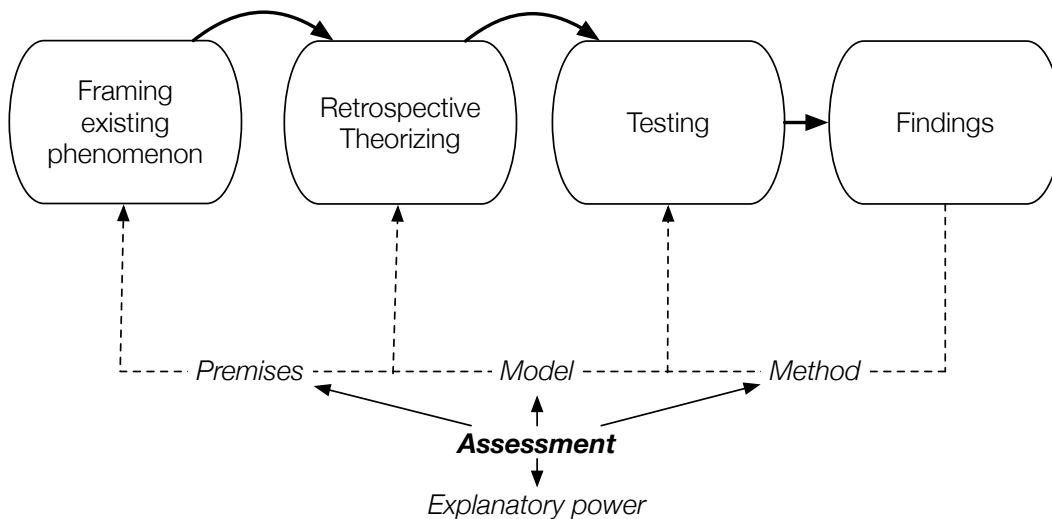 Framing
existing
phenomenon
Retrospective
Theorizing
Testing
Findings
Premises
Model
Method
Assessment
Explanatory power